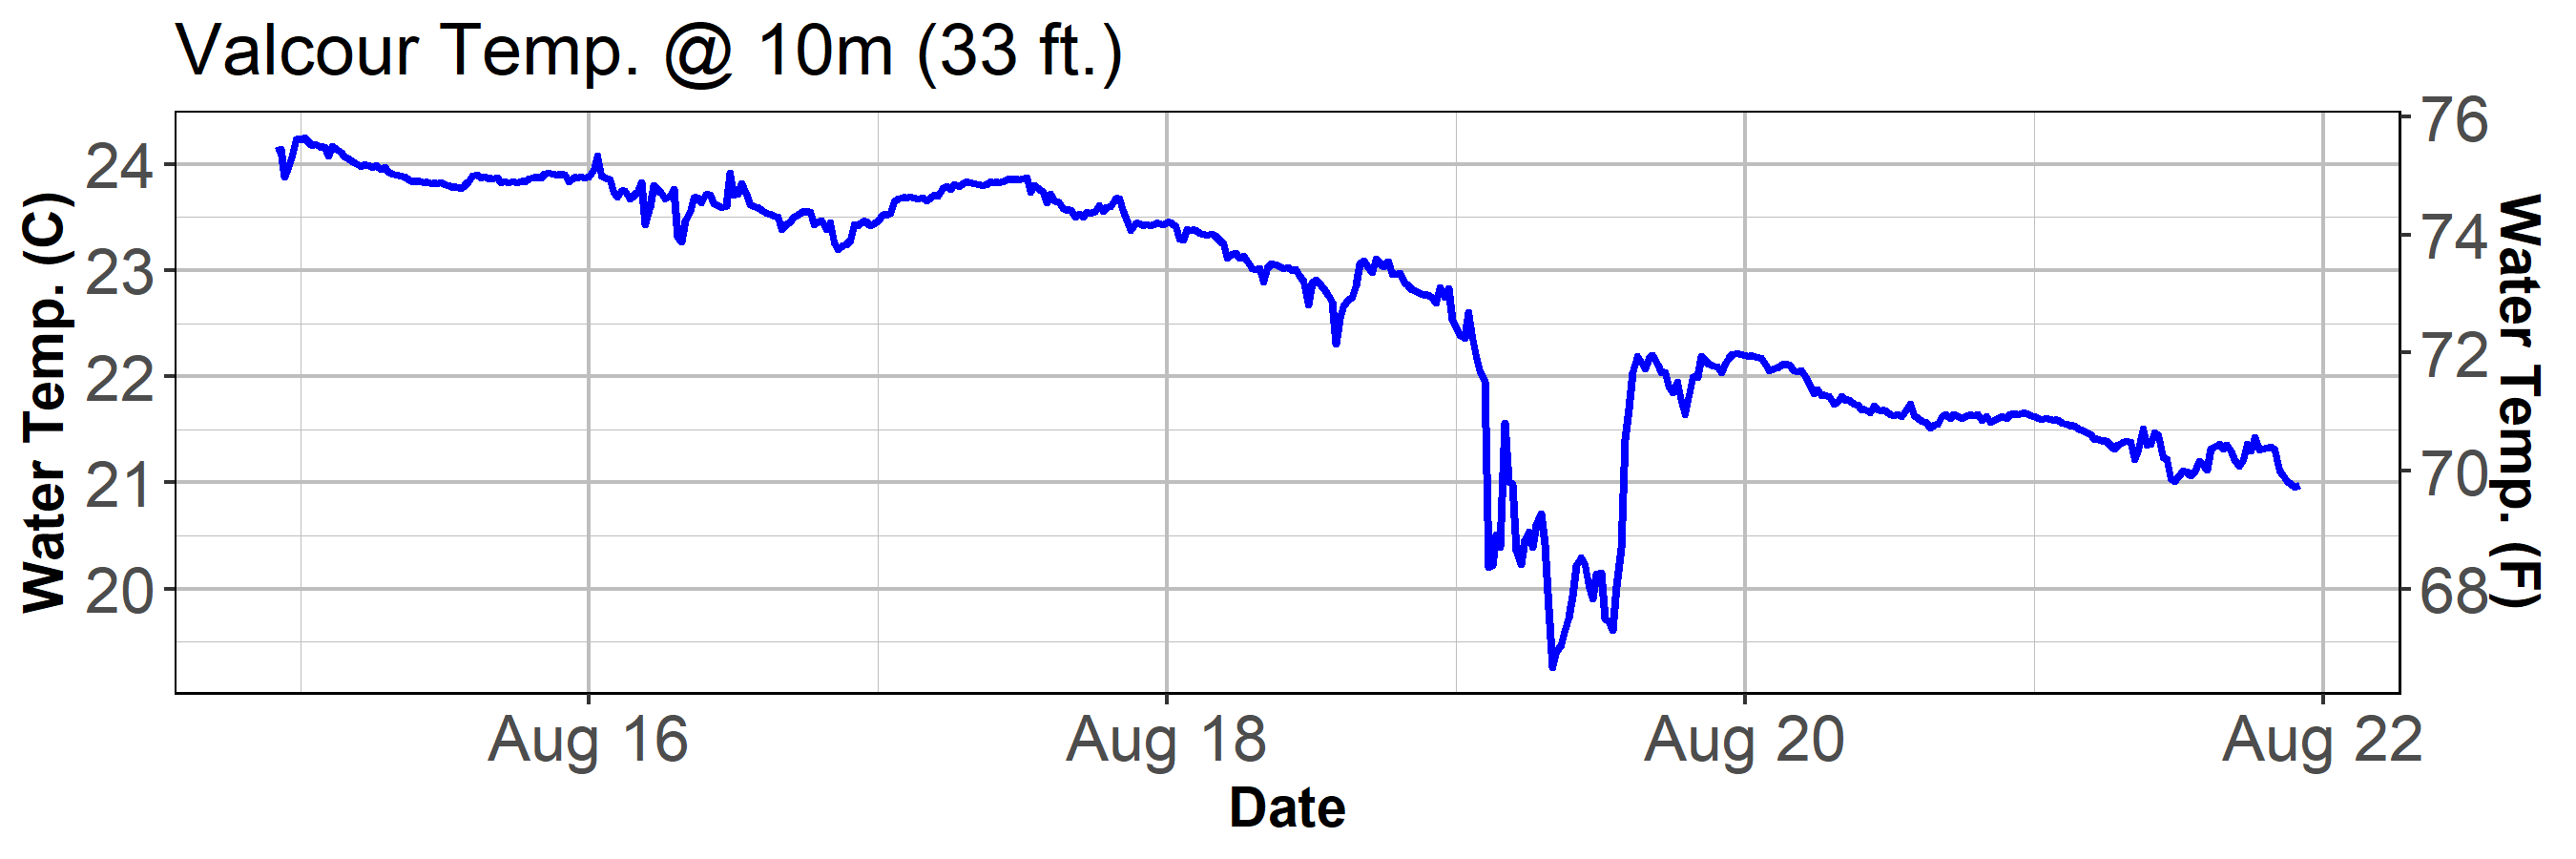 Valcour Temp. @ 10m (33 ft.)
Water Temp. (C)
24
23
22
21
20
76
74
72
70
68
Water Temp. (F)
Aug 16 Aug 18 Aug 20 Aug 22
Date